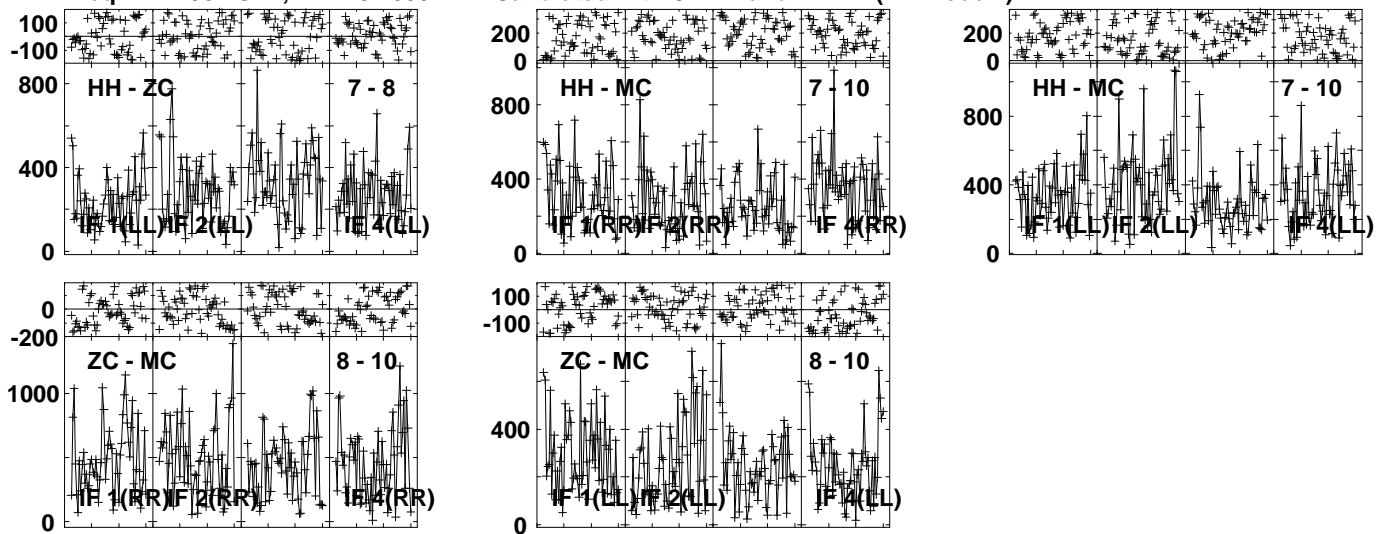 100
-100
800
400
0
HH - ZC
7 - 8
IF 1(LL)
IF 2(LL)
IF 4(LL)
200
0
800
400
0
HH - MC
7 - 10
IF 1(RR)
IF 2(RR)
IF 4(RR)
200
0
800
400
0
HH - MC
7 - 10
IF 1(LL)
IF 2(LL)
IF 4(LL)
0
-200
1000
0
ZC - MC
8 - 10
IF 1(RR)
IF 2(RR)
IF 4(RR)
100
-100
400
0
ZC - MC
8 - 10
IF 1(LL)
IF 2(LL)
IF 4(LL)